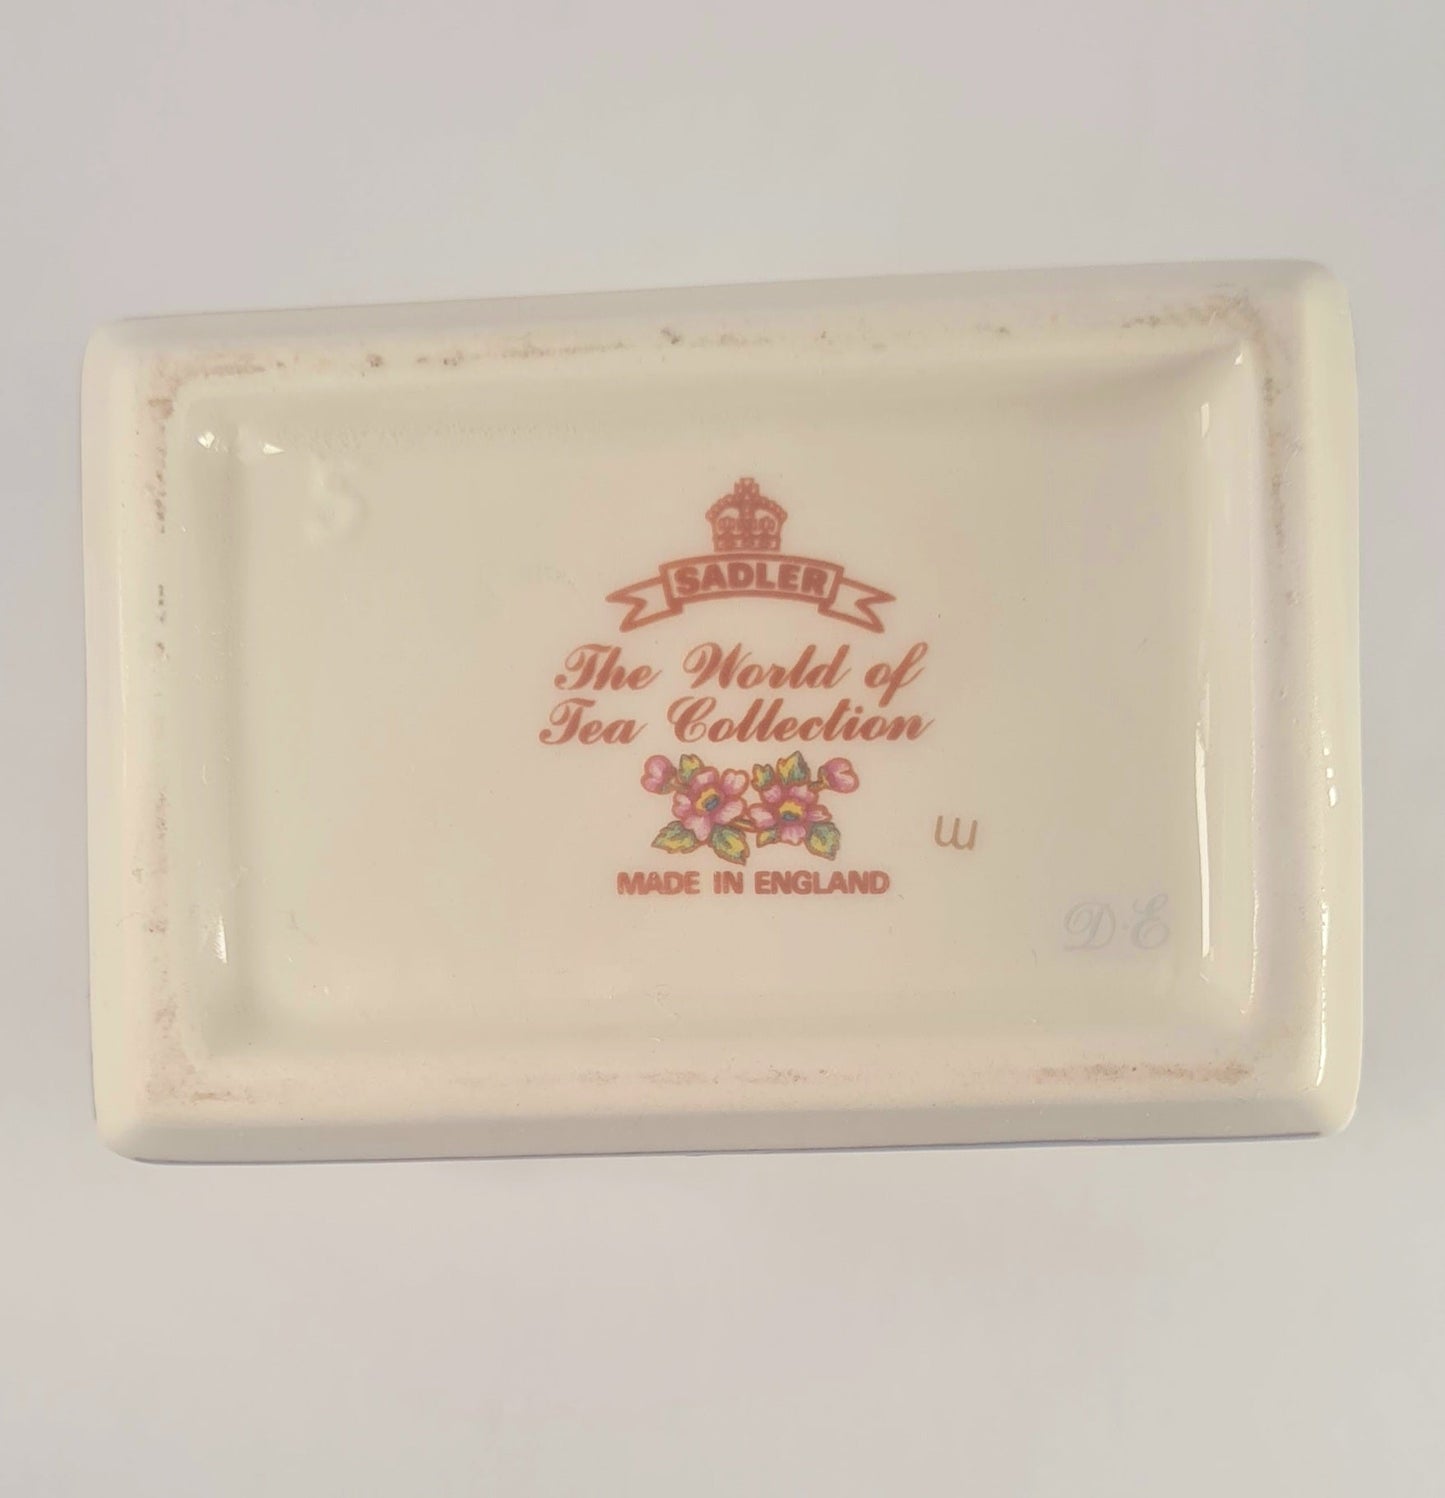 SADLER
The World of
Tea Collection
MADE IN ENGLAND
D·E